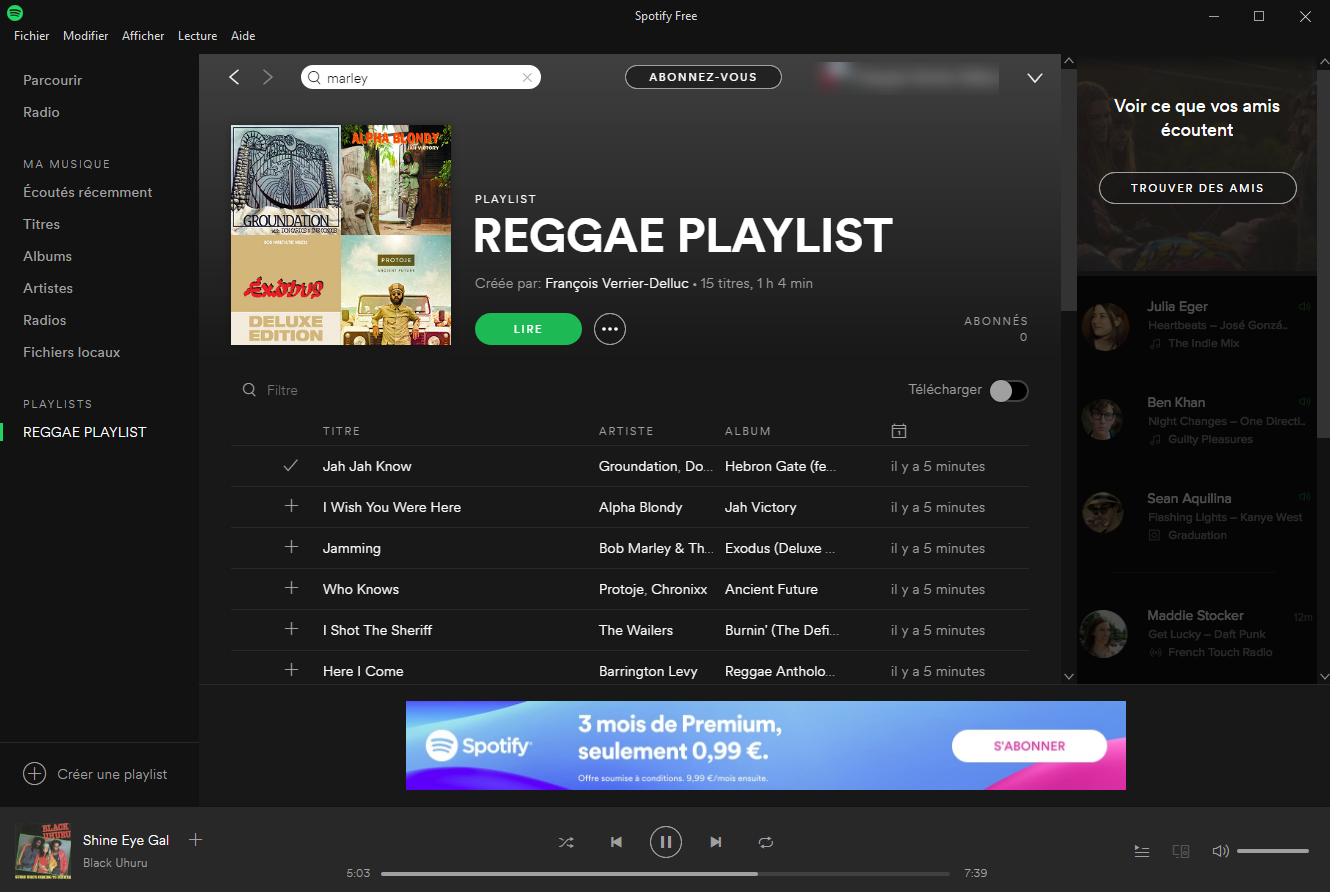 Spotify Free
Fichier Modifier Afficher Lecture Aide
Parcourir
Radio
MA MUSIQUE
Écoutés récemment
Titres
Albums
Artistes
Radios
Fichiers locaux
PLAYLISTS
REGGAE PLAYLIST
Créer une playlist
marley
ABONNEZ-VOUS
GROUNDATION
ALPHA BLONDY
JAH VICTORY
Exodus
DELUXE
EDITION
PROTOJE
ANCIENT FUTURE
PLAYLIST
REGGAE PLAYLIST
Créée par: François Verrier-Delluc • 15 titres, 1 h 4 min
LIRE
ABONNÉS
0
Filtre
Télécharger
TITRE ARTISTE ALBUM
Jah Jah Know Groundation, Do... Hebron Gate (fe... il y a 5 minutes
I Wish You Were Here Alpha Blondy Jah Victory il y a 5 minutes
Jamming Bob Marley & Th... Exodus (Deluxe ... il y a 5 minutes
Who Knows Protoje, Chronixx Ancient Future il y a 5 minutes
I Shot The Sheriff The Wailers Burnin' (The Defi... il y a 5 minutes
Here I Come Barrington Levy Reggae Antholo... il y a 5 minutes
Voir ce que vos amis
écoutent
TROUVER DES AMIS
Julia Eger
Heartbeats – José Gonzá..
The Indie Mix
Ben Khan
Night Changes – One Directi..
Guilty Pleasures
Sean Aquilina
Flashing Lights – Kanye West
Graduation
Maddie Stocker 12m
Get Lucky – Daft Punk
French Touch Radio
Spotify
3 mois de Premium,
seulement 0,99 €.
Offre soumise à conditions. 9,99 €/mois ensuite.
S'ABONNER
BLACK
UHURU
Shine Eye Gal
Black Uhuru
5:03 7:39